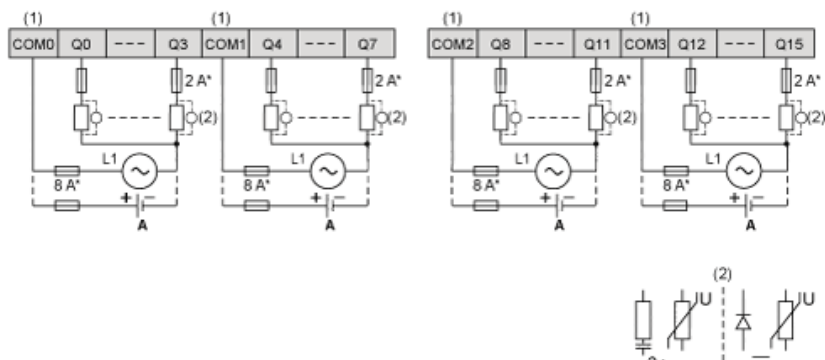 (1) (1) (1) (1)
COM0 Q0 --- Q3 COM1 Q4 --- Q7 COM2 Q8 --- Q11 COM3 Q12 --- Q15
2 A* 2 A* 2 A* 2 A*
(2) (2) (2) (2)
L1 L1 L1 L1
8 A* 8 A* 8 A* 8 A*
+ − + − + − + −
A A A A
(2)
U U